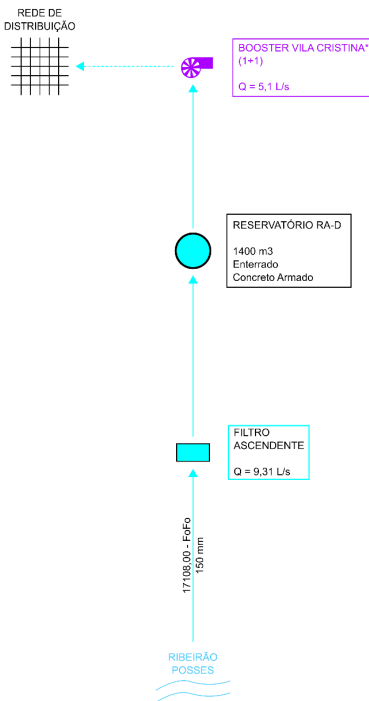 REDE DE
DISTRIBUIÇÃO
BOOSTER VILA CRISTINA*
(1+1)
Q = 5,1 L/s
RESERVATÓRIO RA-D
1400 m3
Enterrado
Concreto Armado
FILTRO
ASCENDENTE
Q = 9,31 L/s
17108,00 - FoFo
150 mm
RIBEIRÃO
POSSES